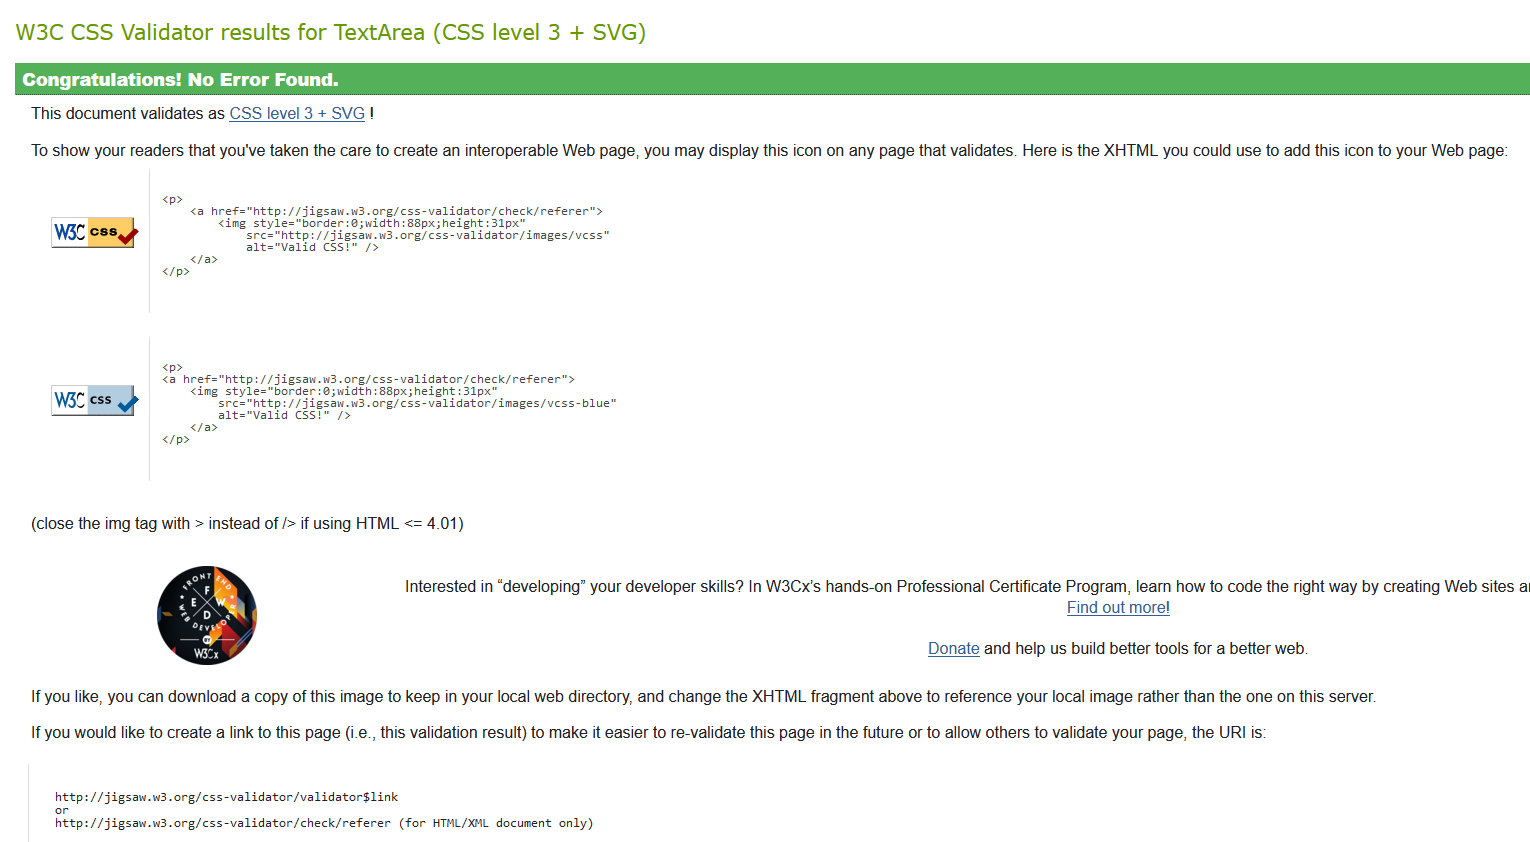 W3C CSS Validator results for TextArea (CSS level 3 + SVG)
Congratulations! No Error Found.
This document validates as CSS level 3 + SVG !
To show your readers that you've taken the care to create an interoperable Web page, you may display this icon on any page that validates. Here is the XHTML you could use to add this icon to your Web page:
W3C css
<p>
<a href="http://jigsaw.w3.org/css-validator/check/referer">
<img style="border:0;width:88px;height:31px"
src="http://jigsaw.w3.org/css-validator/images/vcss"
alt="Valid CSS!" />
</a>
</p>
W3C css
<p>
<a href="http://jigsaw.w3.org/css-validator/check/referer">
<img style="border:0;width:88px;height:31px"
src="http://jigsaw.w3.org/css-validator/images/vcss-blue"
alt="Valid CSS!" />
</a>
</p>
(close the img tag with > instead of /> if using HTML <= 4.01)
FRONT END
F
E W
D
WEB DEVELOPER
BY
W3Cx
Interested in “developing” your developer skills? In W3Cx’s hands-on Professional Certificate Program, learn how to code the right way by creating Web sites
Find out more!
Donate and help us build better tools for a better web.
If you like, you can download a copy of this image to keep in your local web directory, and change the XHTML fragment above to reference your local image rather than the one on this server.
If you would like to create a link to this page (i.e., this validation result) to make it easier to re-validate this page in the future or to allow others to validate your page, the URI is:
http://jigsaw.w3.org/css-validator/validator$link
or
http://jigsaw.w3.org/css-validator/check/referer (for HTML/XML document only)